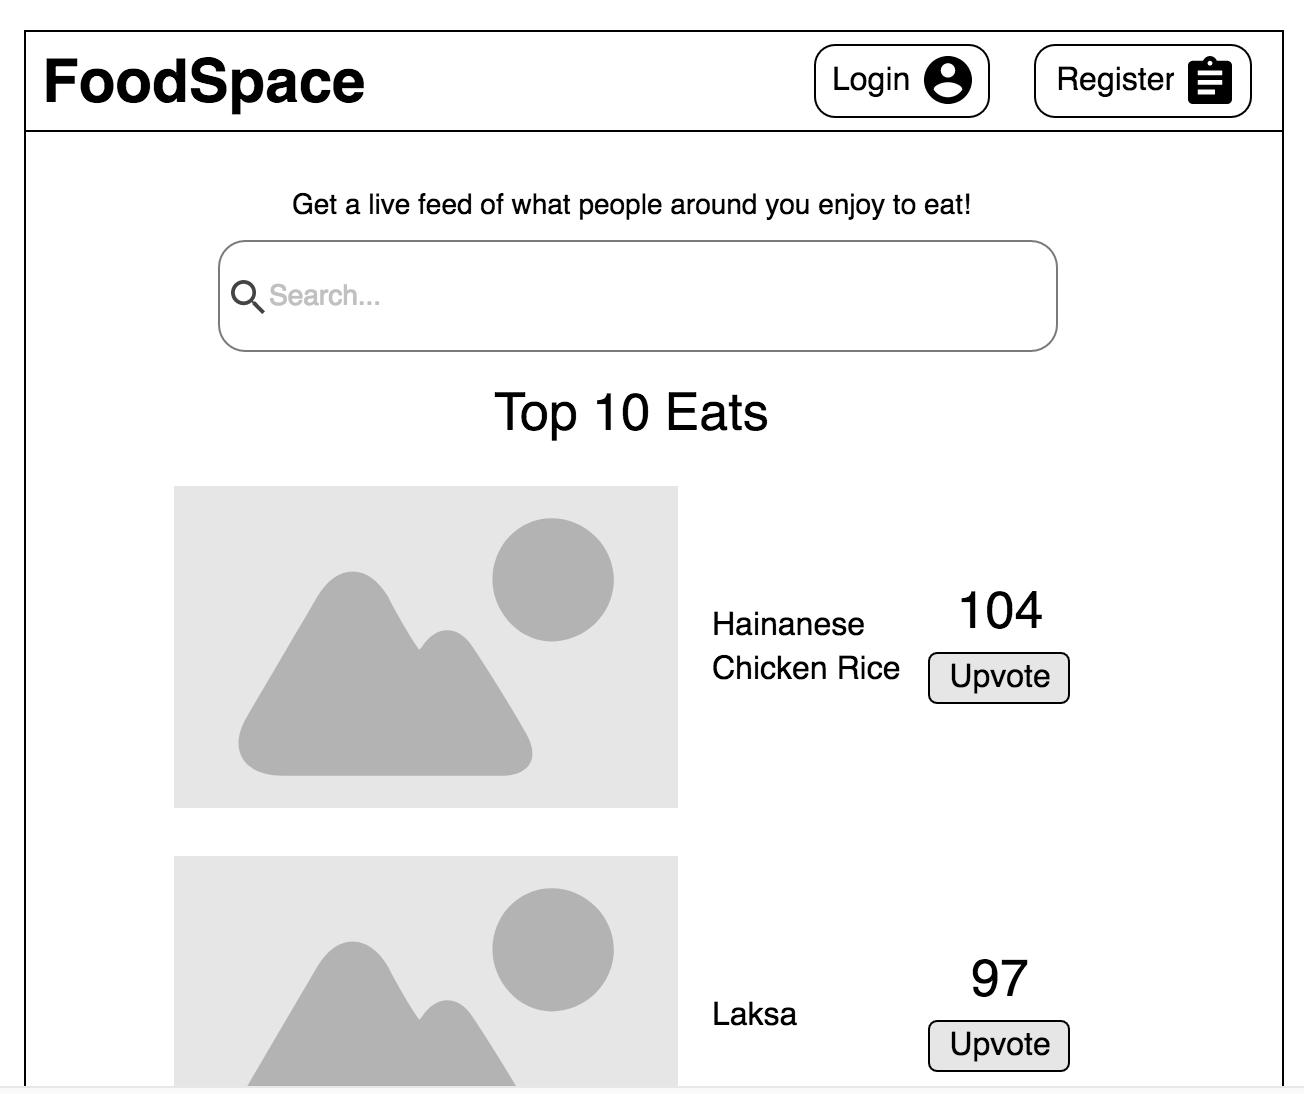 FoodSpace
Login
Register
Get a live feed of what people around you enjoy to eat!
Search...
Top 10 Eats
Hainanese
Chicken Rice
104
Upvote
Laksa
97
Upvote